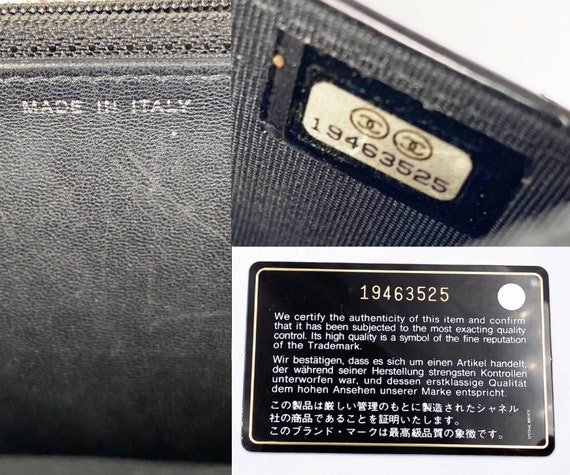 MADE IN ITALY
19463525
19463525
We certify the authenticity of this item and confirm
that it has been subjected to the most exacting quality
control. Its high quality is a symbol of the fine reputation
of the Trademark.
Wir bestätigen, dass es sich um einen Artikel handelt,
der während seiner Herstellung strengsten Kontrollen
unterworfen war, und dessen erstklassige Qualität
dem hohen Ansehen unserer Marke entspricht.
この製品は厳しい管理のもとに製造されたシャネル
社の商品であることを証明いたします。
このブランド・マークは最高級品質の象徴です。